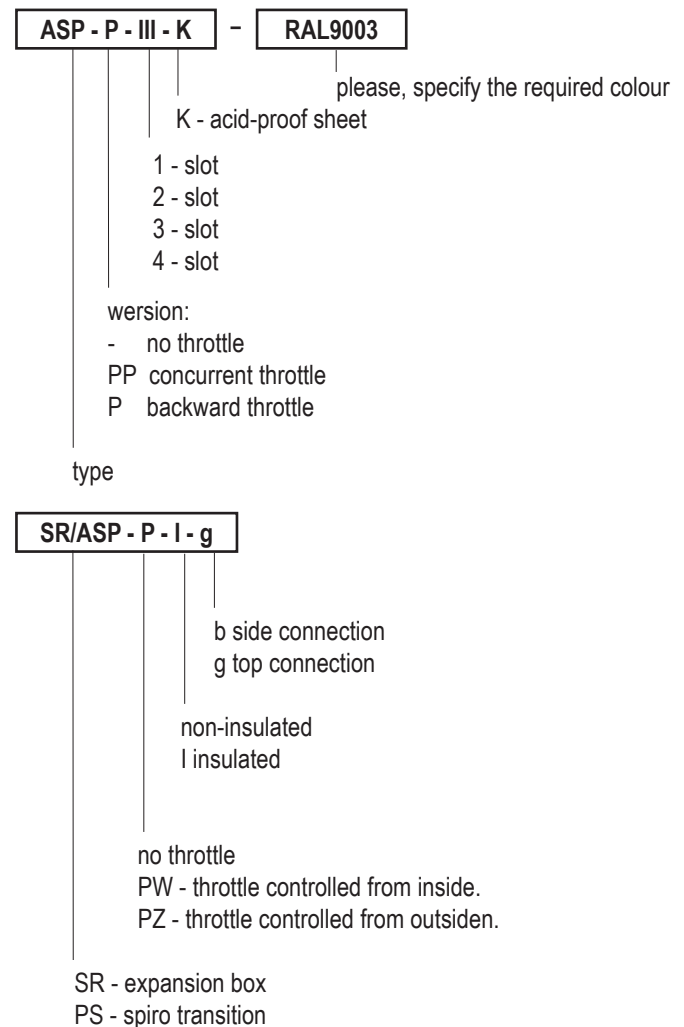 ASP - P - III - K - RAL9003
please, specify the required colour
K - acid-proof sheet
1 - slot
2 - slot
3 - slot
4 - slot
wersion:
- no throttle
PP concurrent throttle
P backward throttle
type
SR/ASP - P - I - g
b side connection
g top connection
non-insulated
I insulated
no throttle
PW - throttle controlled from inside.
PZ - throttle controlled from outsiden.
SR - expansion box
PS - spiro transition